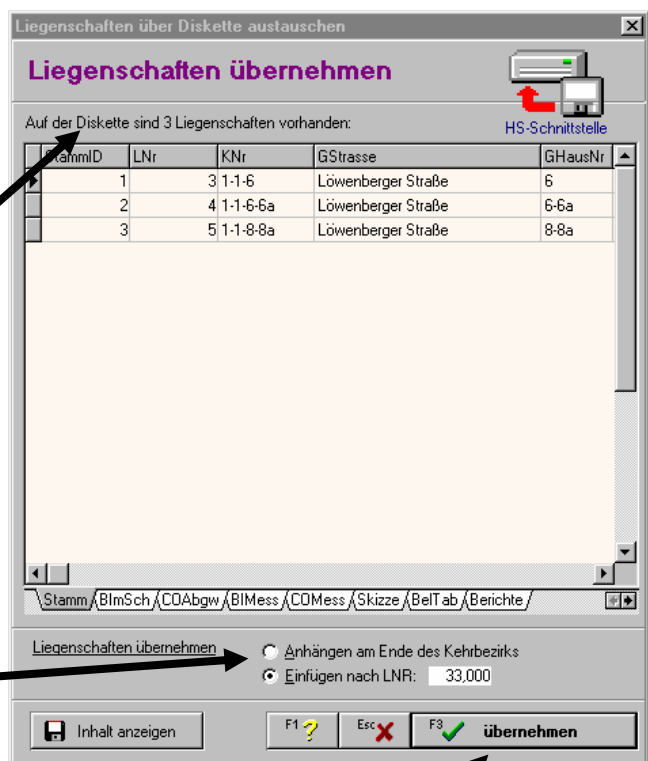 Liegenschaften über Diskette austauschen
Liegenschaften übernehmen
HS-Schnittstelle
Auf der Diskette sind 3 Liegenschaften vorhanden:
StammID LNr KNr GStrasse GHausNr
1 3 1-1-6 Löwenberger Straße 6
2 4 1-1-6-6a Löwenberger Straße 6-6a
3 5 1-1-8-8a Löwenberger Straße 8-8a
Stamm BImSch COAbgw BIMess COMess Skizze BelTab Berichte
Liegenschaften übernehmen Anhängen am Ende des Kehrbezirks
Einfügen nach LNR: 33,000
Inhalt anzeigen F1 ? Esc F3 übernehmen